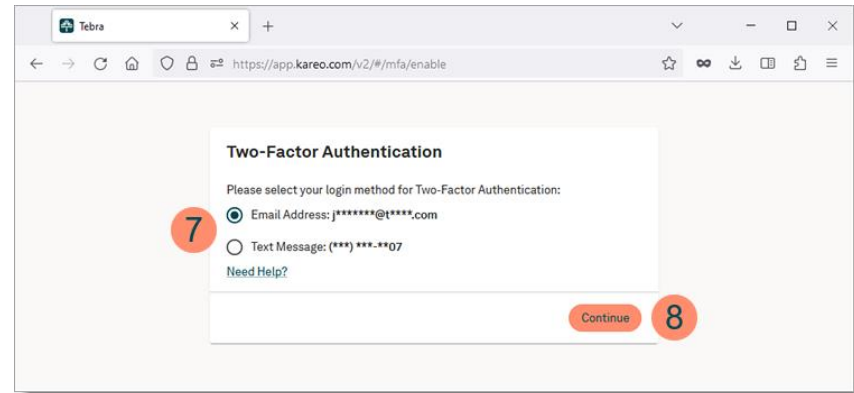 Tebra
https://app.kareo.com/v2/#/mfa/enable
Two-Factor Authentication
Please select your login method for Two-Factor Authentication:
7
Email Address: j*******@t****.com
Text Message: (***) ***-**07
Need Help?
Continue
8